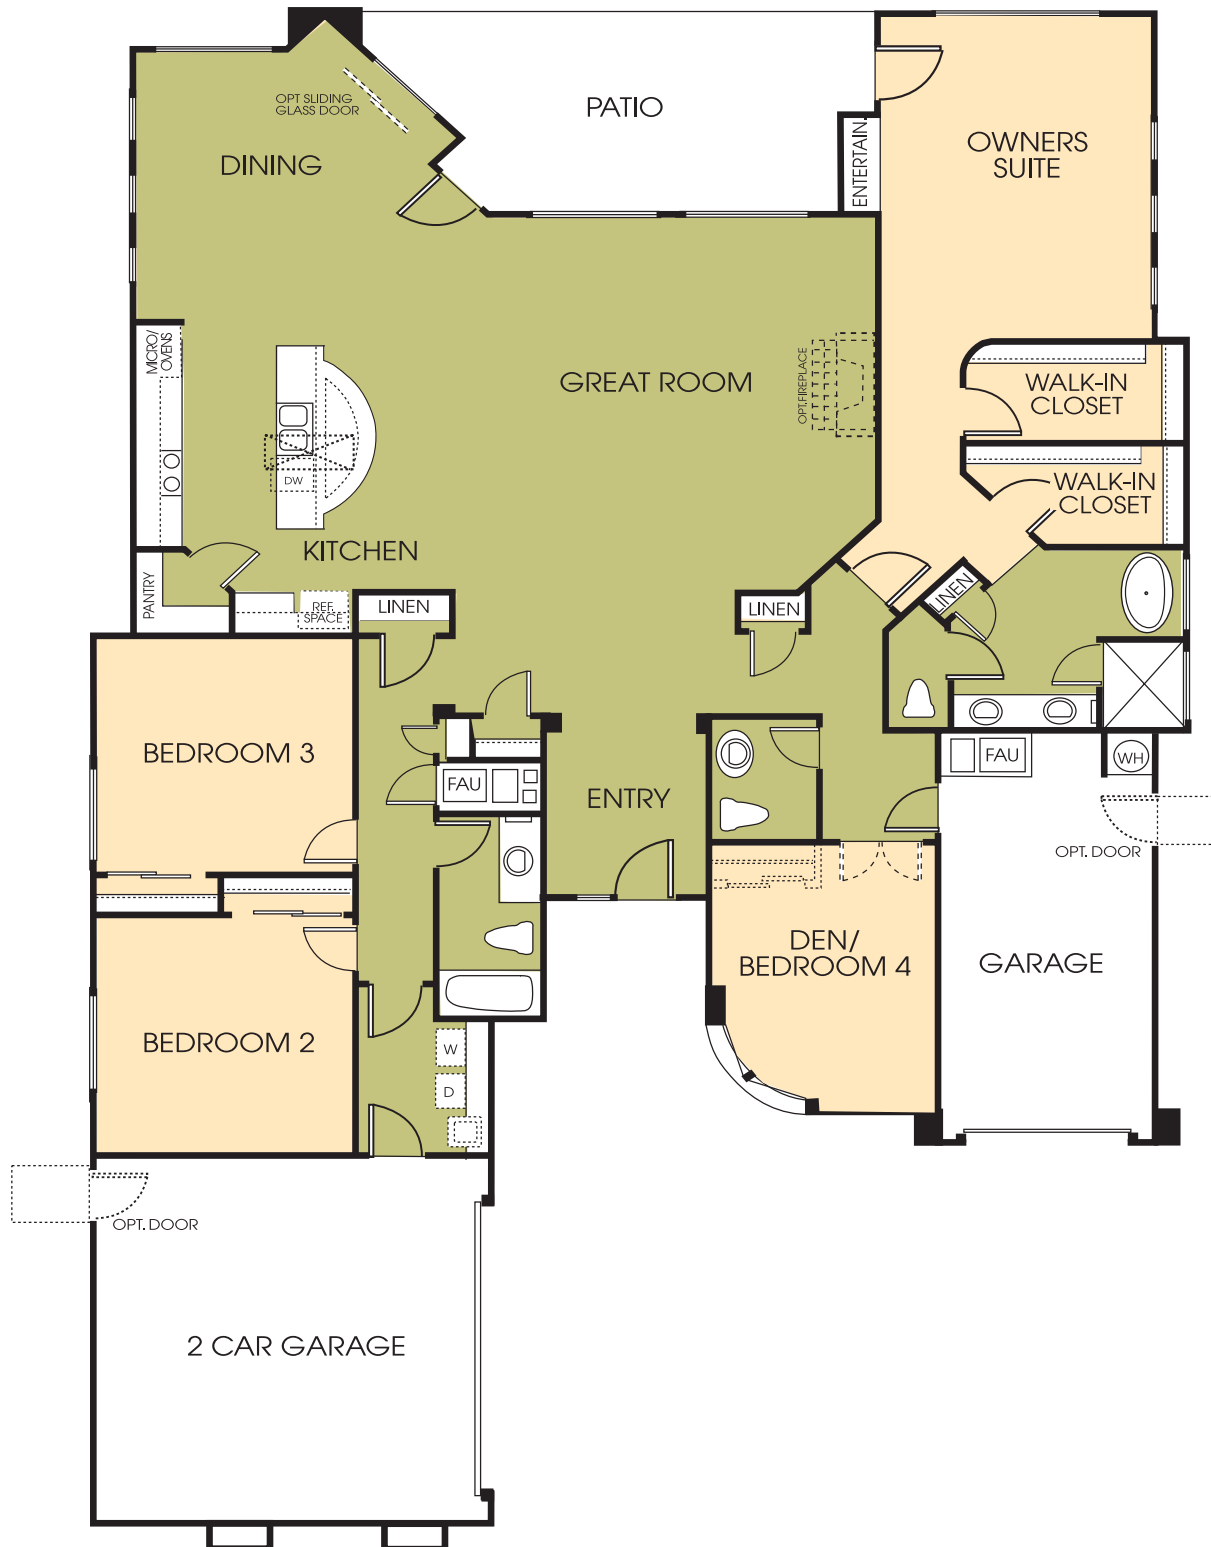 OPT SLIDING
GLASS DOOR
PATIO
DINING
ENTERTAIN.
OWNERS
SUITE
MICRO/
OVENS
GREAT ROOM
OPT.FIREPLACE
WALK-IN
CLOSET
WALK-IN
CLOSET
DW
KITCHEN
PANTRY
REF.
SPACE
LINEN
LINEN
LINEN
BEDROOM 3
FAU
ENTRY
FAU
WH
OPT. DOOR
DEN/
BEDROOM 4
GARAGE
BEDROOM 2
W
D
OPT. DOOR
2 CAR GARAGE